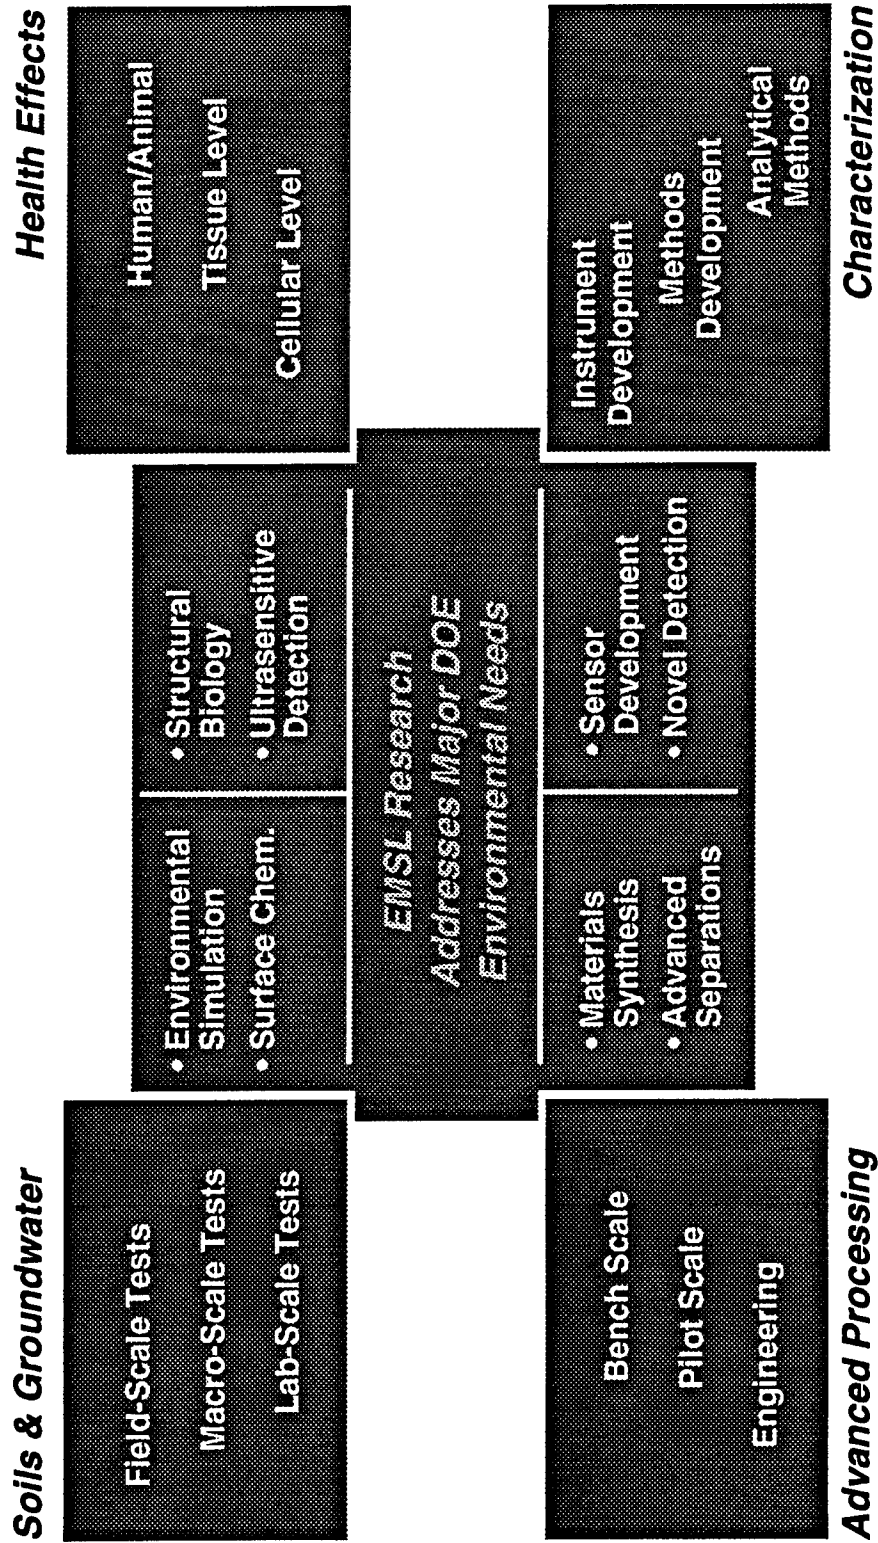 Soils & Groundwater
Field-Scale Tests
Macro-Scale Tests
Lab-Scale Tests
• Environmental
Simulation
• Surface Chem.
• Structural
Biology
• Ultrasensitive
Detection
Health Effects
Human/Animal
Tissue Level
Cellular Level
EMSL Research
Addresses Major DOE
Environmental Needs
Bench Scale
Pilot Scale
Engineering
Advanced Processing
• Materials
Synthesis
• Advanced
Separations
• Sensor
Development
• Novel Detection
Instrument
Development
Methods
Development
Analytical
Methods
Characterization